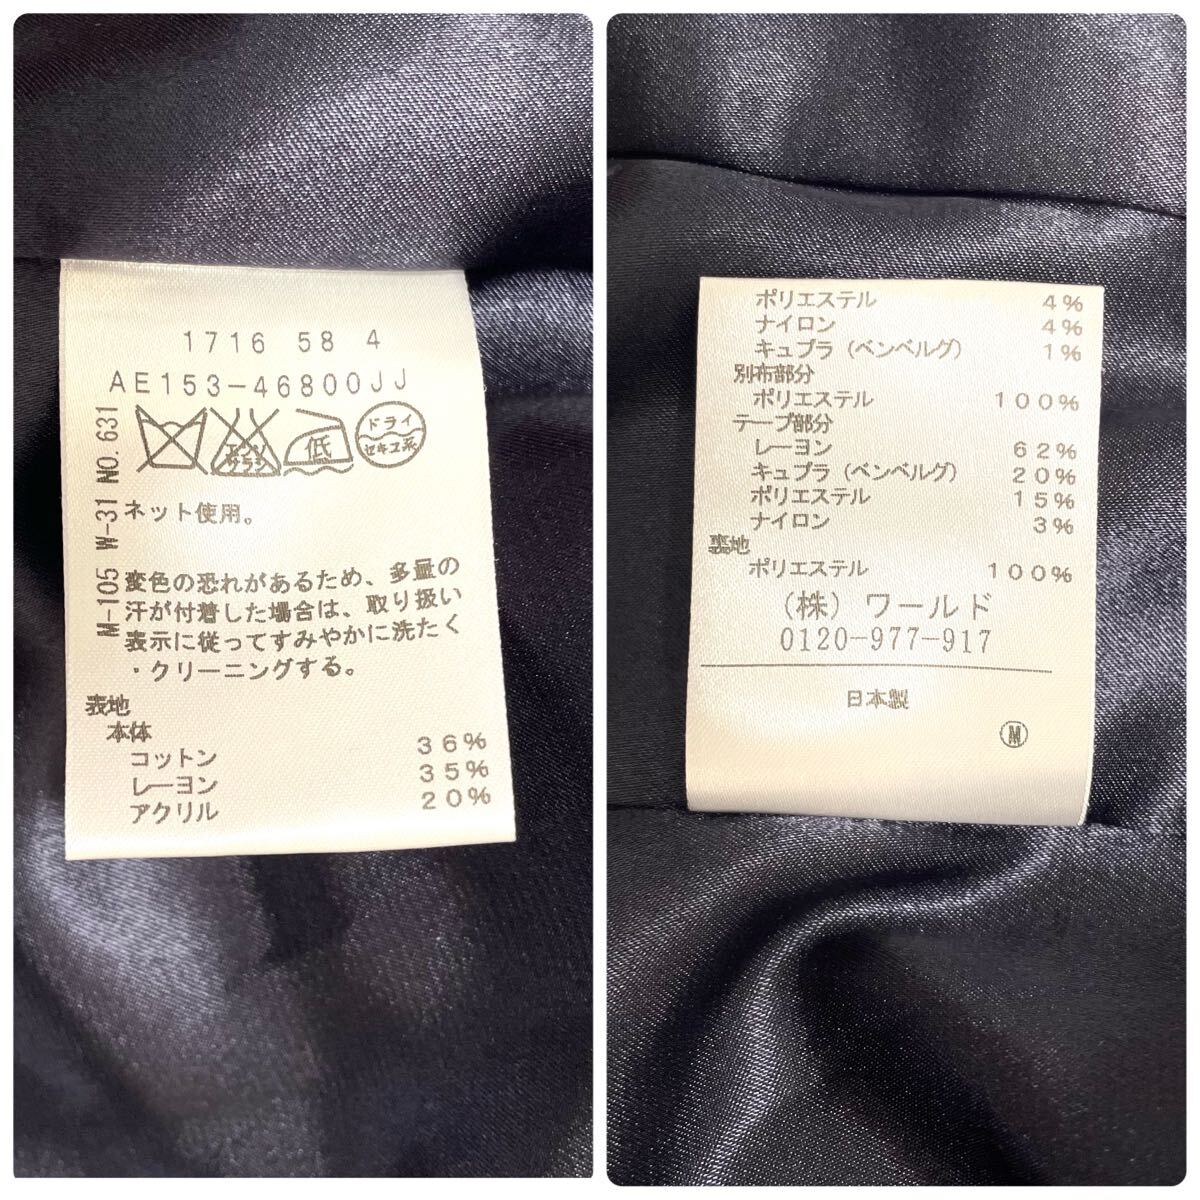 1716 58 4
AE153-46800JJ
エンソ
サラシ
低
ドライ
セキユ系
M-105 W-31 NO.631
ネット使用。
変色の恐れがあるため、多量の
汗が付着した場合は、取り扱い
表示に従ってすみやかに洗たく
・クリーニングする。
表地
本体
コットン 36%
レーヨン 35%
アクリル 20%
ポリエステル 4%
ナイロン 4%
キュプラ(ベンベルグ) 1%
別布部分
ポリエステル 100%
テープ部分
レーヨン 62%
キュプラ(ベンベルグ) 20%
ポリエステル 15%
ナイロン 3%
裏地
ポリエステル 100%
(株)ワールド
0120-977-917
日本製
M